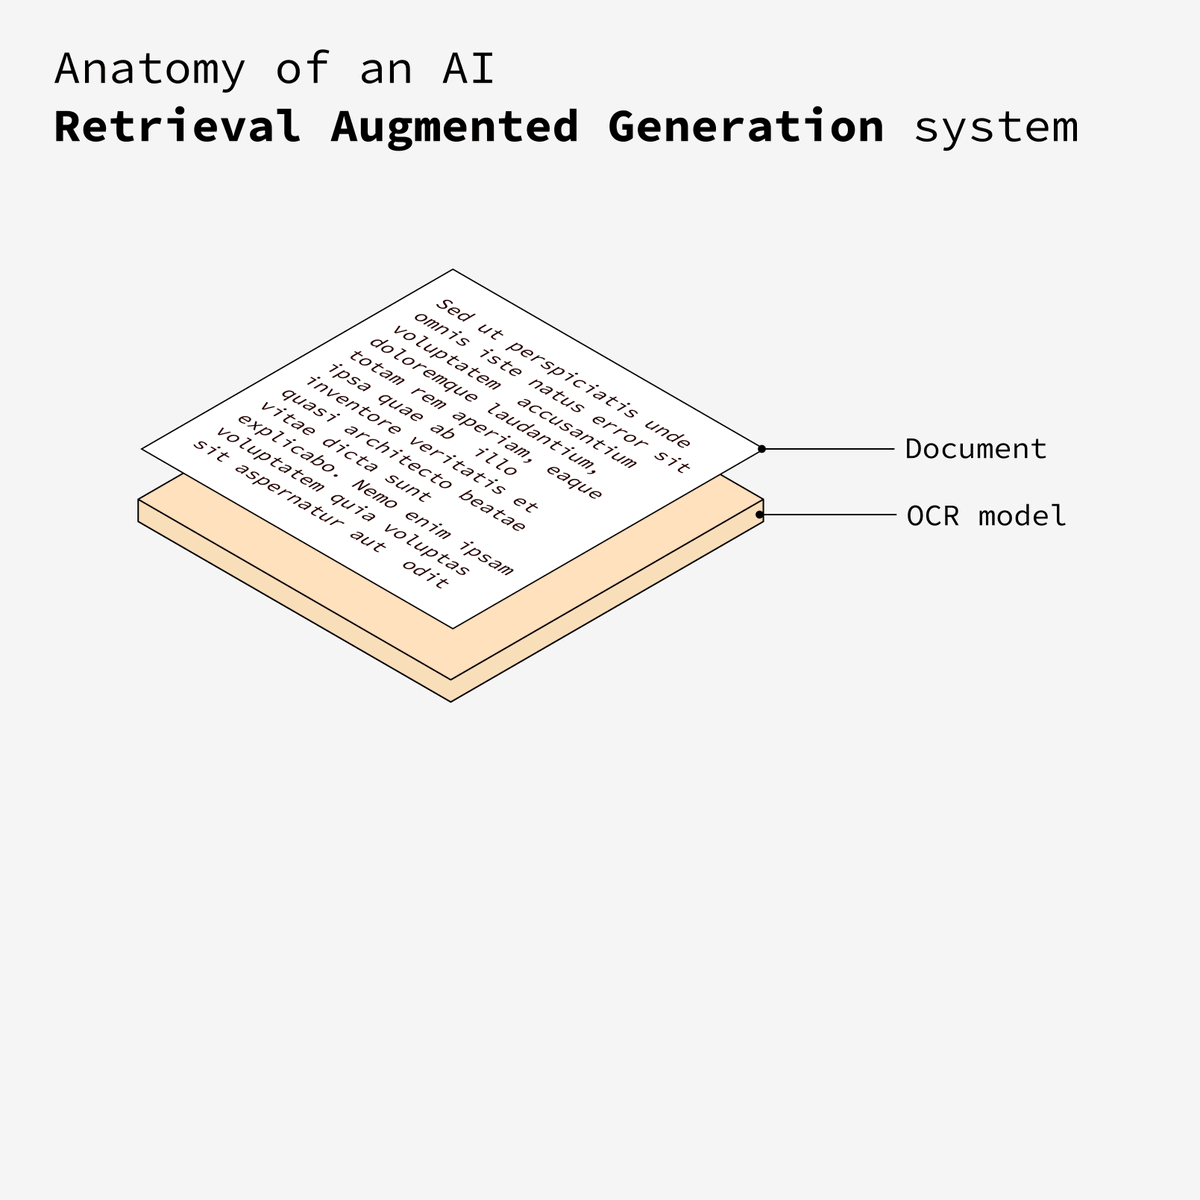 Anatomy of an AI
Retrieval Augmented Generation system
Sed ut perspiciatis unde
omnis iste natus error sit
voluptatem accusantium
doloremque laudantium,
totam rem aperiam, eaque
ipsa quae ab illo
inventore veritatis et
quasi architecto beatae
vitae dicta sunt
explicabo. Nemo enim ipsam
voluptatem quia voluptas
sit aspernatur aut odit
Document
OCR model